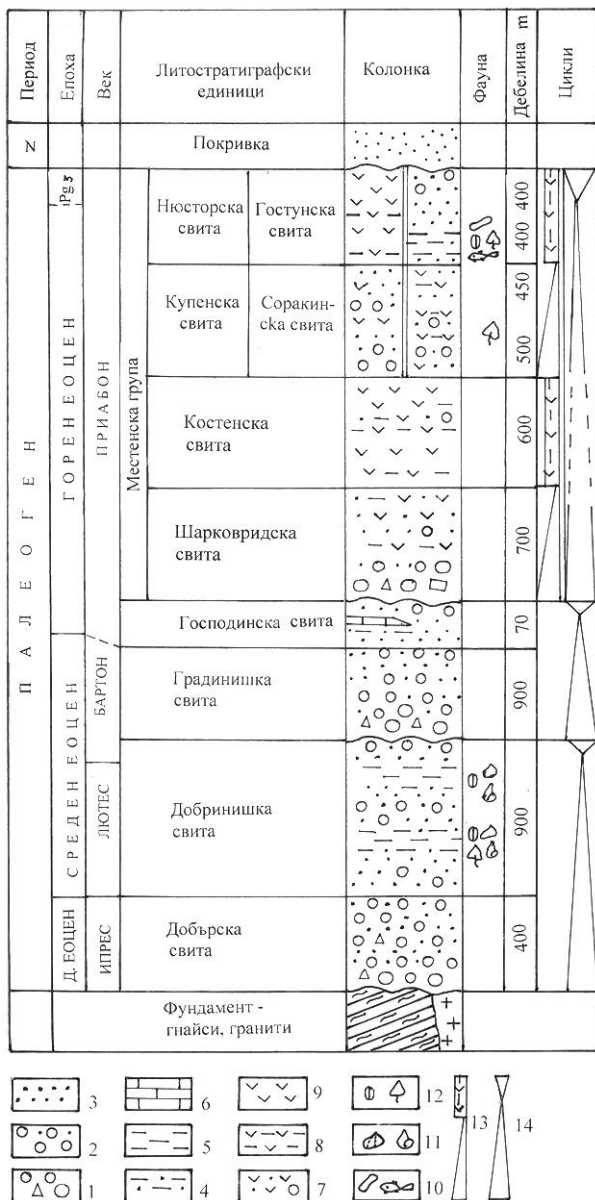 Период
Епоха
Век
Литостратиграфски единици
Колонка
Фауна
Дебелина m
Цикли
N
Покривка
ПАЛЕОГЕН
Pg3
ГОРЕН ЕОЦЕН
ПРИАБОН
Местенска група
Нюсторска свита
Гостунска свита
400
400
Купенска свита
Соракин-
ска свита
450
500
Костенска свита
600
Шарковридска свита
700
Господинска свита
70
СРЕДЕН ЕОЦЕН
БАРТОН
Градинишка свита
900
ЛЮТЕС
Добринишка свита
900
Д. ЕОЦЕН
ИПРЕС
Добърска свита
400
Фундамент -
гнайси, гранити
3
6
9
12
13
14
2
5
8
11
1
4
7
10